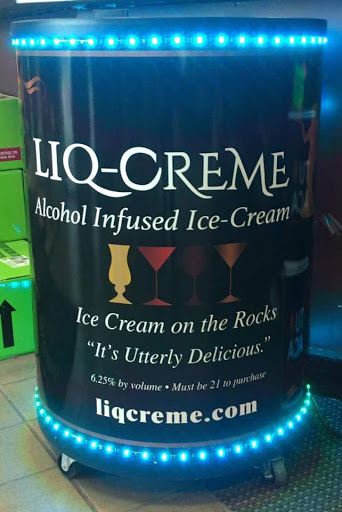 LIQ-CREME
Alcohol Infused Ice-Cream
Ice Cream on the Rocks
"It's Utterly Delicious."
6.25% by volume • Must be 21 to purchase
liqcreme.com